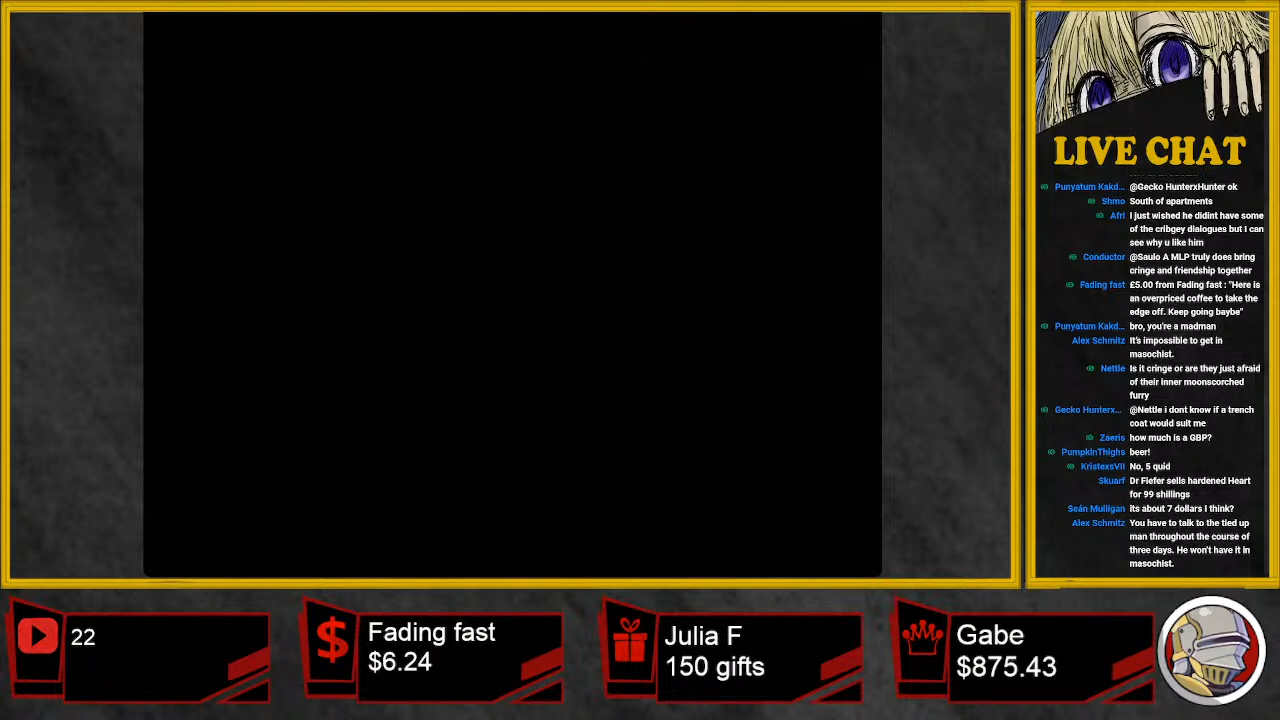 LIVE CHAT
Punyatum Kakd... @Gecko HunterxHunter ok
Shmo South of apartments
Afri I just wished he didint have some
of the cribgey dialogues but I can
see why u like him
Conductor @Saulo A MLP truly does bring
cringe and friendship together
Fading fast £5.00 from Fading fast : "Here is
an overpriced coffee to take the
edge off. Keep going baybe"
Punyatum Kakd... bro, you're a madman
Alex Schmitz It's impossible to get in
masochist.
Nettle Is it cringe or are they just afraid
of their inner moonscorched
furry
Gecko Hunterx... @Nettle i dont know if a trench
coat would suit me
Zaeris how much is a GBP?
PumpkinThighs beer!
KristexsVII No, 5 quid
Skuarf Dr Fiefer sells hardened Heart
for 99 shillings
Seán Mulligan its about 7 dollars I think?
Alex Schmitz You have to talk to the tied up
man throughout the course of
three days. He won't have it in
masochist.
22
Fading fast
$6.24
Julia F
150 gifts
Gabe
$875.43